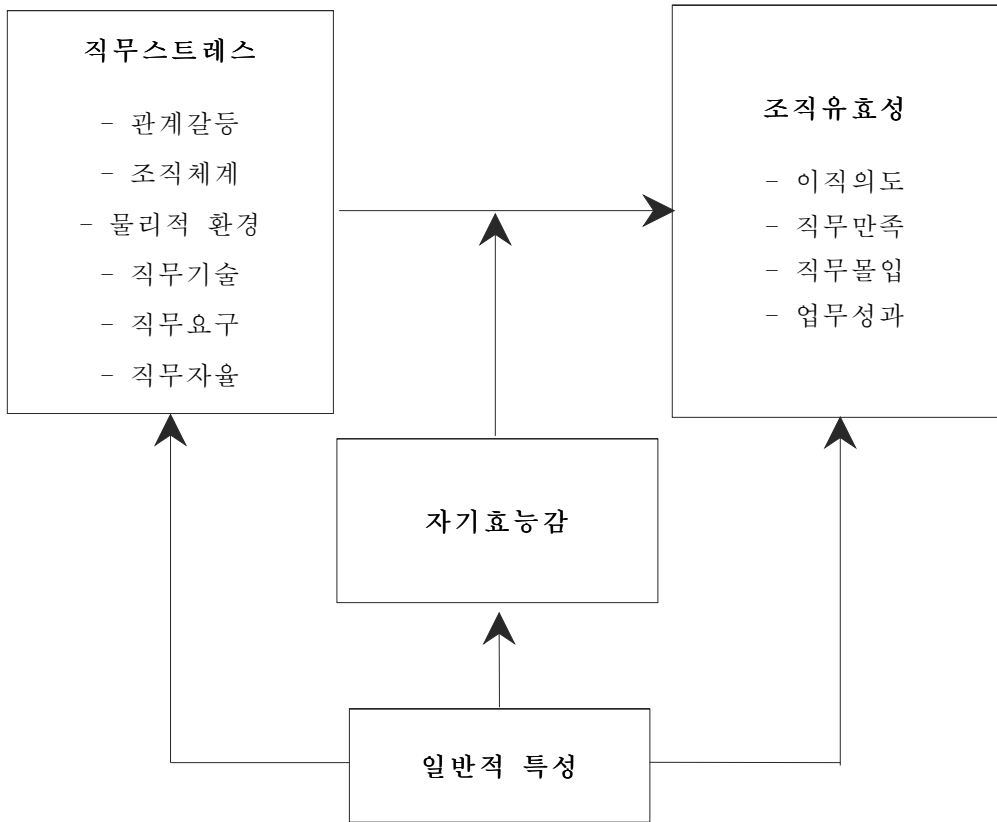 직무스트레스
- 관계갈등
- 조직체계
- 물리적 환경
- 직무기술
- 직무요구
- 직무자율
조직유효성
- 이직의도
- 직무만족
- 직무몰입
- 업무성과
자기효능감
일반적 특성